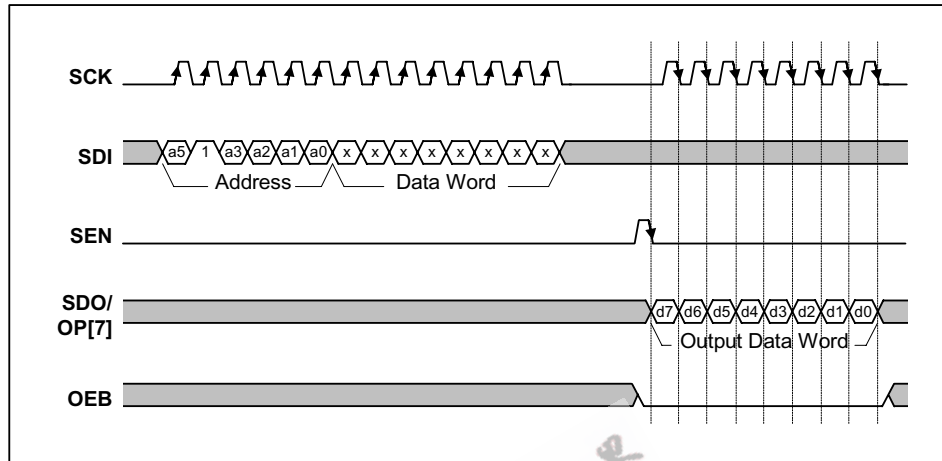 SCK
SDI a5 1 a3 a2 a1 a0 x x x x x x x x
Address Data Word
SEN
SDO/
OP[7] d7 d6 d5 d4 d3 d2 d1 d0
Output Data Word
OEB